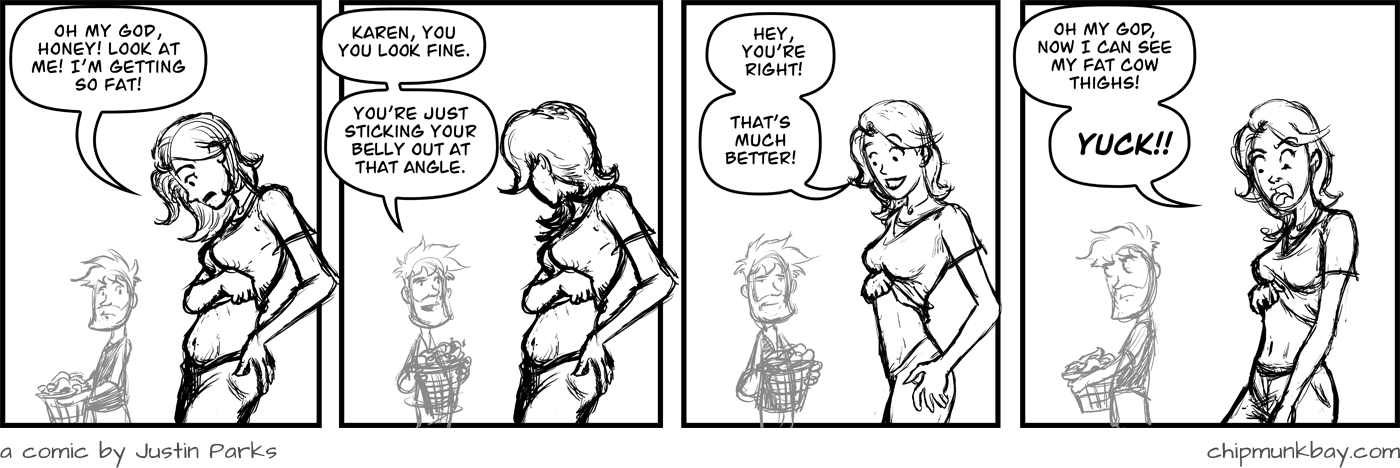 OH MY GOD,
HONEY! LOOK AT
ME! I'M GETTING
SO FAT!
KAREN, YOU
YOU LOOK FINE.
YOU'RE JUST
STICKING YOUR
BELLY OUT AT
THAT ANGLE.
HEY,
YOU'RE
RIGHT!
THAT'S
MUCH
BETTER!
OH MY GOD,
NOW I CAN SEE
MY FAT COW
THIGHS!
YUCK!!
a comic by Justin Parks
chipmunkbay.com